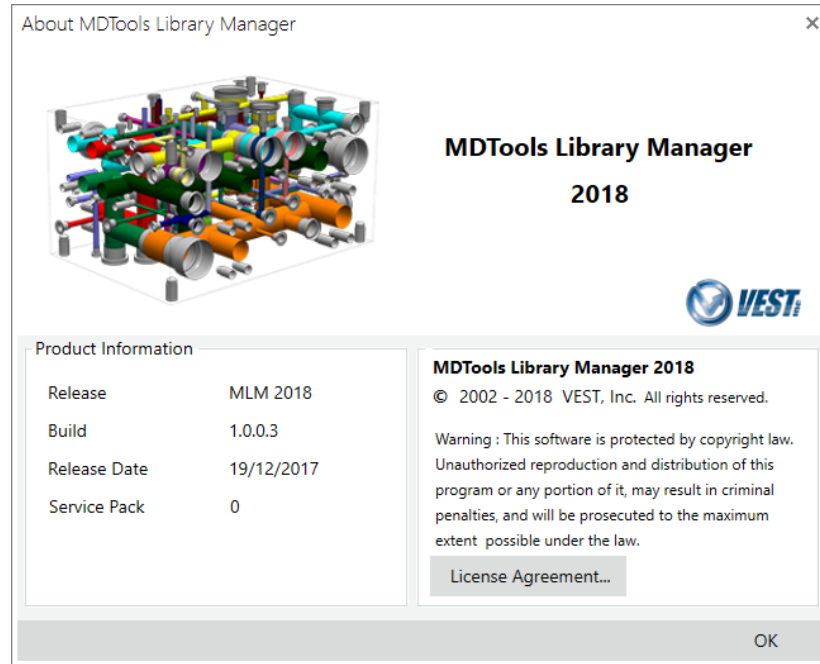 About MDTools Library Manager
MDTools Library Manager
2018
VEST
Product Information
Release MLM 2018
Build 1.0.0.3
Release Date 19/12/2017
Service Pack 0
MDTools Library Manager 2018
© 2002 - 2018 VEST, Inc. All rights reserved.
Warning : This software is protected by copyright law.
Unauthorized reproduction and distribution of this
program or any portion of it, may result in criminal
penalties, and will be prosecuted to the maximum
extent possible under the law.
License Agreement...
OK